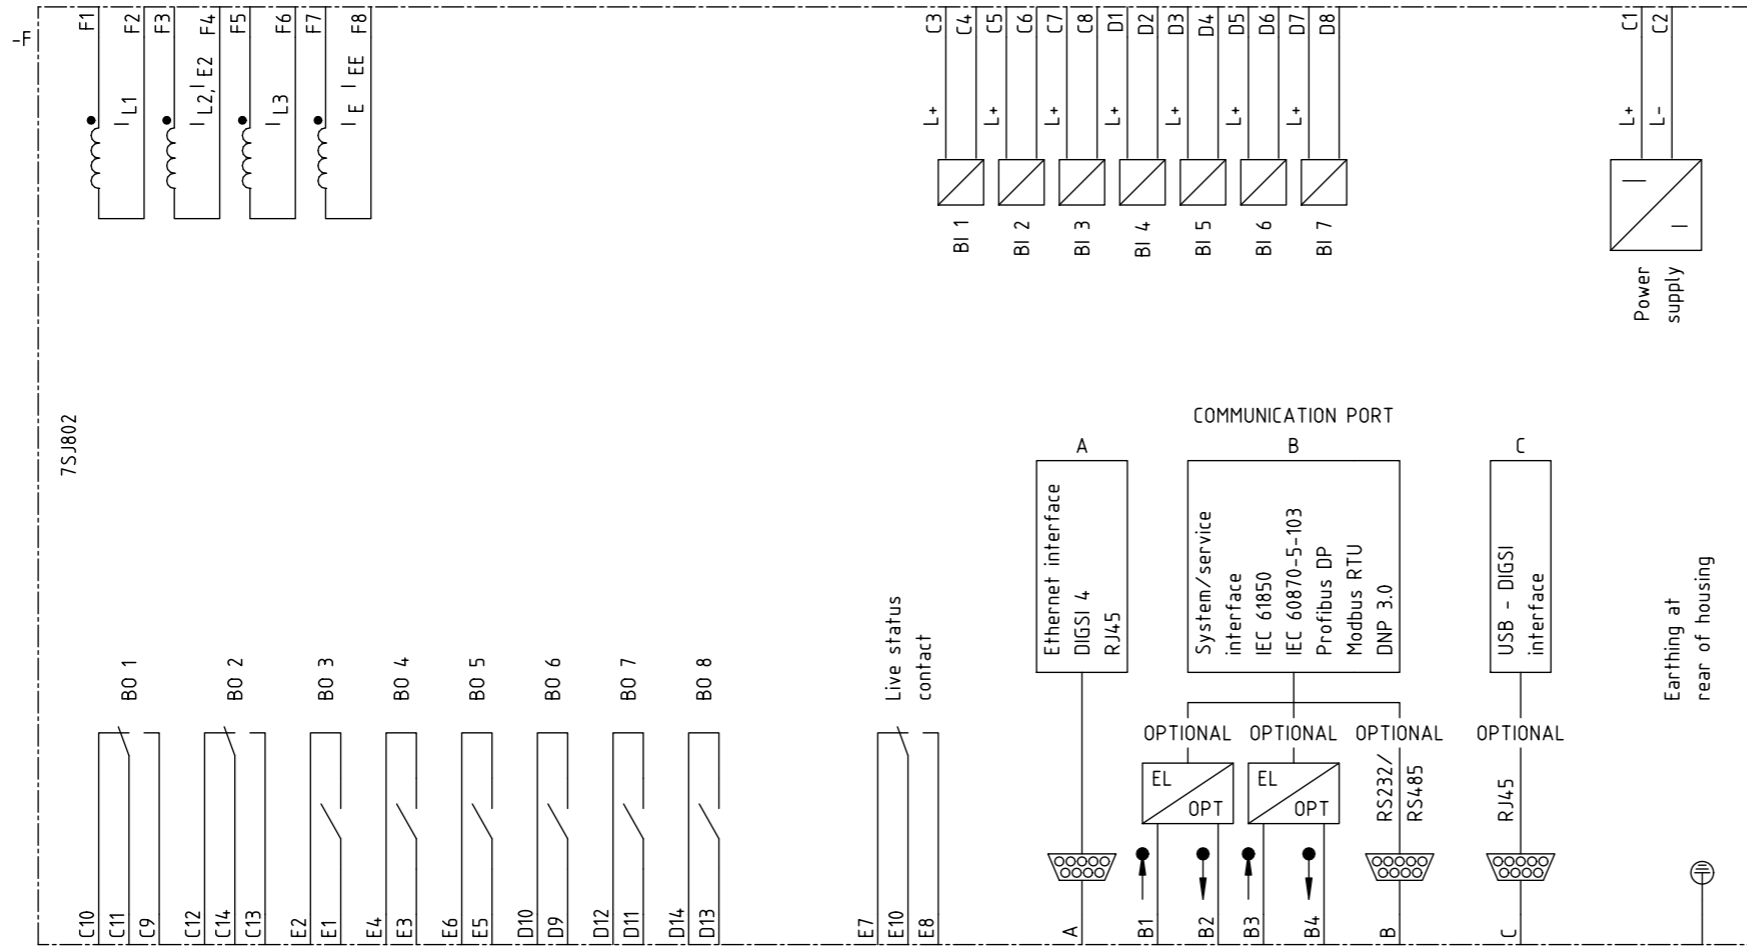 -F
F1
F2
F3
F4
F5
F6
F7
F8
I L1
I L2, I E2
I L3
I E I EE
C3
C4
C5
C6
C7
C8
D1
D2
D3
D4
D5
D6
D7
D8
L+
L+
L+
L+
L+
L+
L+
BI 1
BI 2
BI 3
BI 4
BI 5
BI 6
BI 7
C1
C2
L+
L-
Power
supply
7SJ802
COMMUNICATION PORT
A
B
C
Ethernet interface
DIGSI 4
RJ45
System/service
interface
IEC 61850
IEC 60870-5-103
Profibus DP
Modbus RTU
DNP 3.0
USB - DIGSI
interface
Earthing at
rear of housing
BO 1
BO 2
BO 3
BO 4
BO 5
BO 6
BO 7
BO 8
Live status
contact
OPTIONAL
OPTIONAL
OPTIONAL
OPTIONAL
EL
OPT
EL
OPT
RS232/
RS485
RJ45
C10
C11
C9
C12
C14
C13
E2
E1
E4
E3
E6
E5
D10
D9
D12
D11
D14
D13
E7
E10
E8
A
B1
B2
B3
B4
B
C